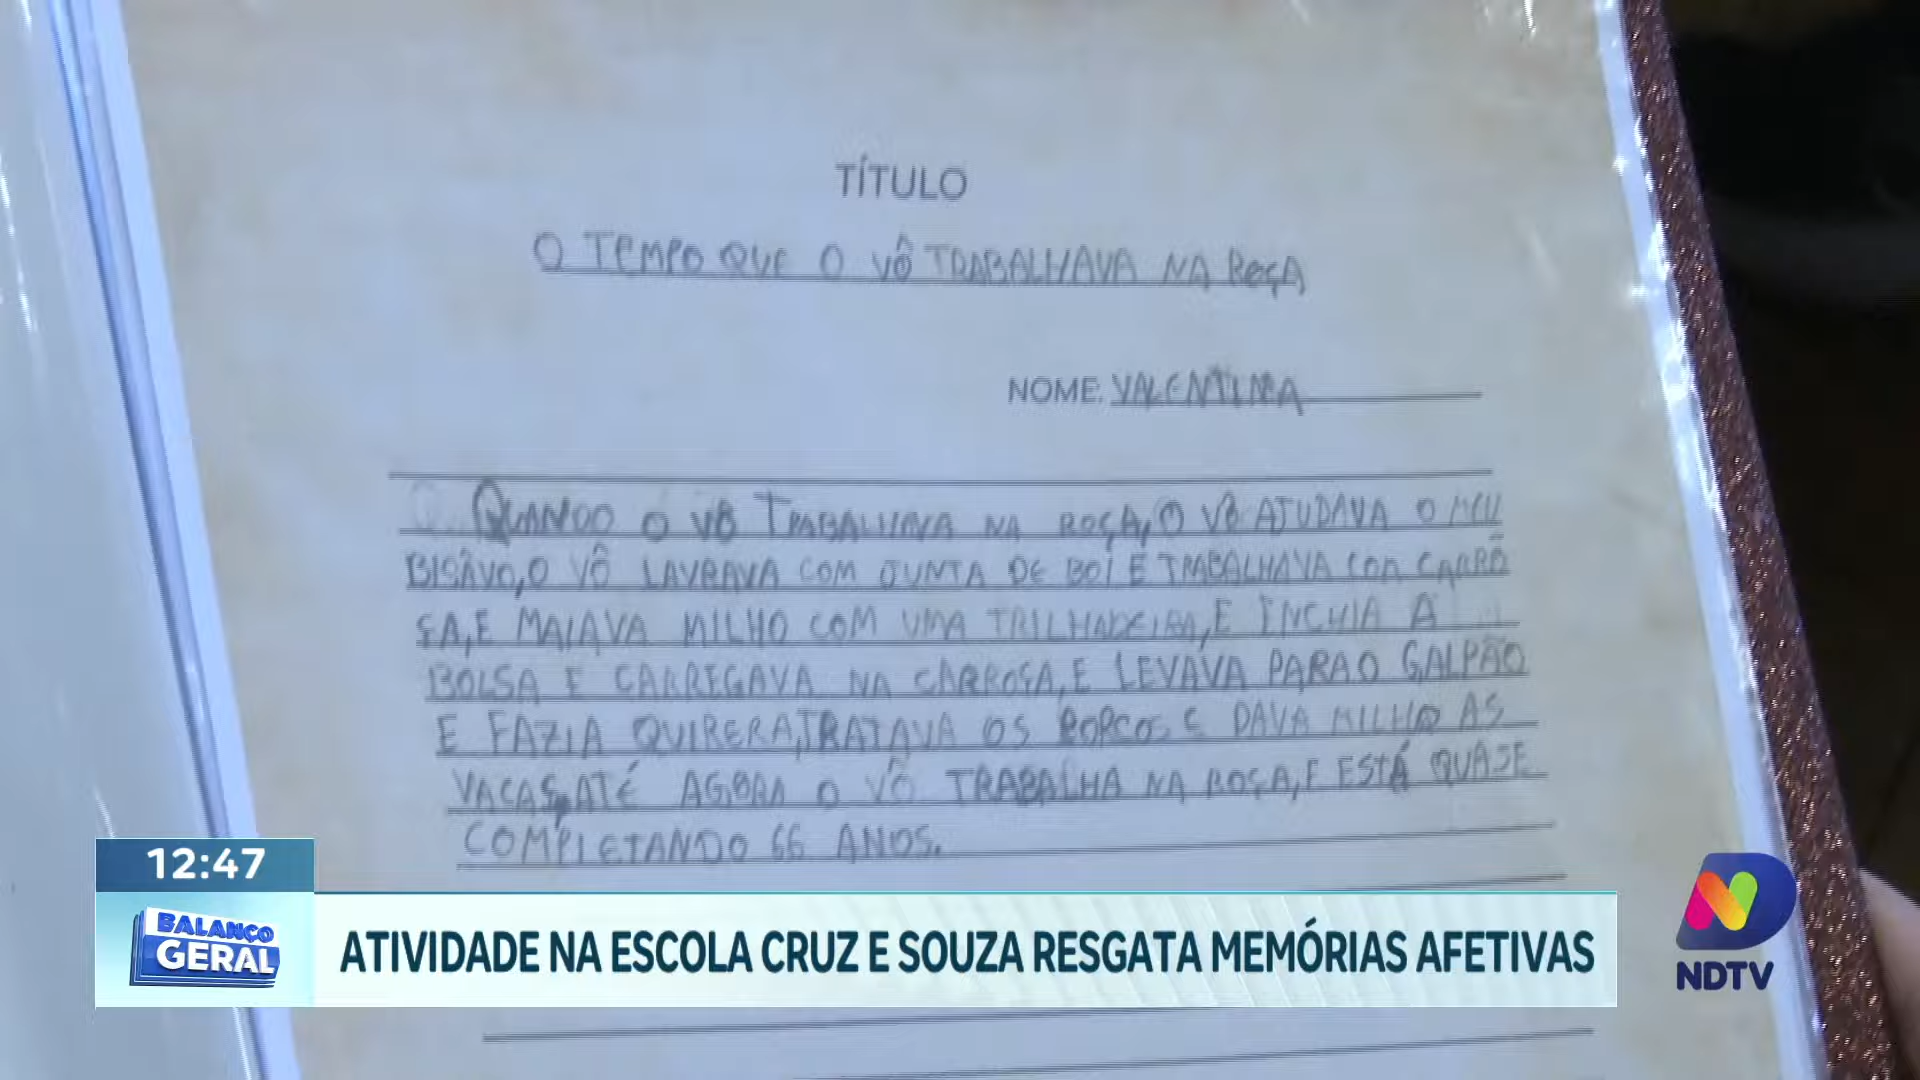 TÍTULO
O TEMPO QUE O VÔ TRABALHAVA NA ROÇA
NOME: VALENTINA
QUANDO O VÔ TRABALHAVA NA ROÇA, O VÔ AJUDAVA O MEU
BISÂVO, O VÔ LAVRAVA COM JUNTA DE BOI E TRABALHAVA COM CARRÔ
ÇA, E MAIAVA MILHO COM UMA TRILHADEIRA, E INCHIA A
BOLSA E CARREGAVA NA CARROÇA, E LEVAVA PARA O GALPÃO
E FAZIA QUIRERA, TRATAVA OS PORCOS E DAVA MILHO AS
VACAS, ATÉ AGORA O VÔ TRABALHA NA ROÇA, E ESTÁ QUASE
COMPLETANDO 66 ANOS.
12:47
BALANÇO
GERAL
ATIVIDADE NA ESCOLA CRUZ E SOUZA RESGATA MEMÓRIAS AFETIVAS
NDTV